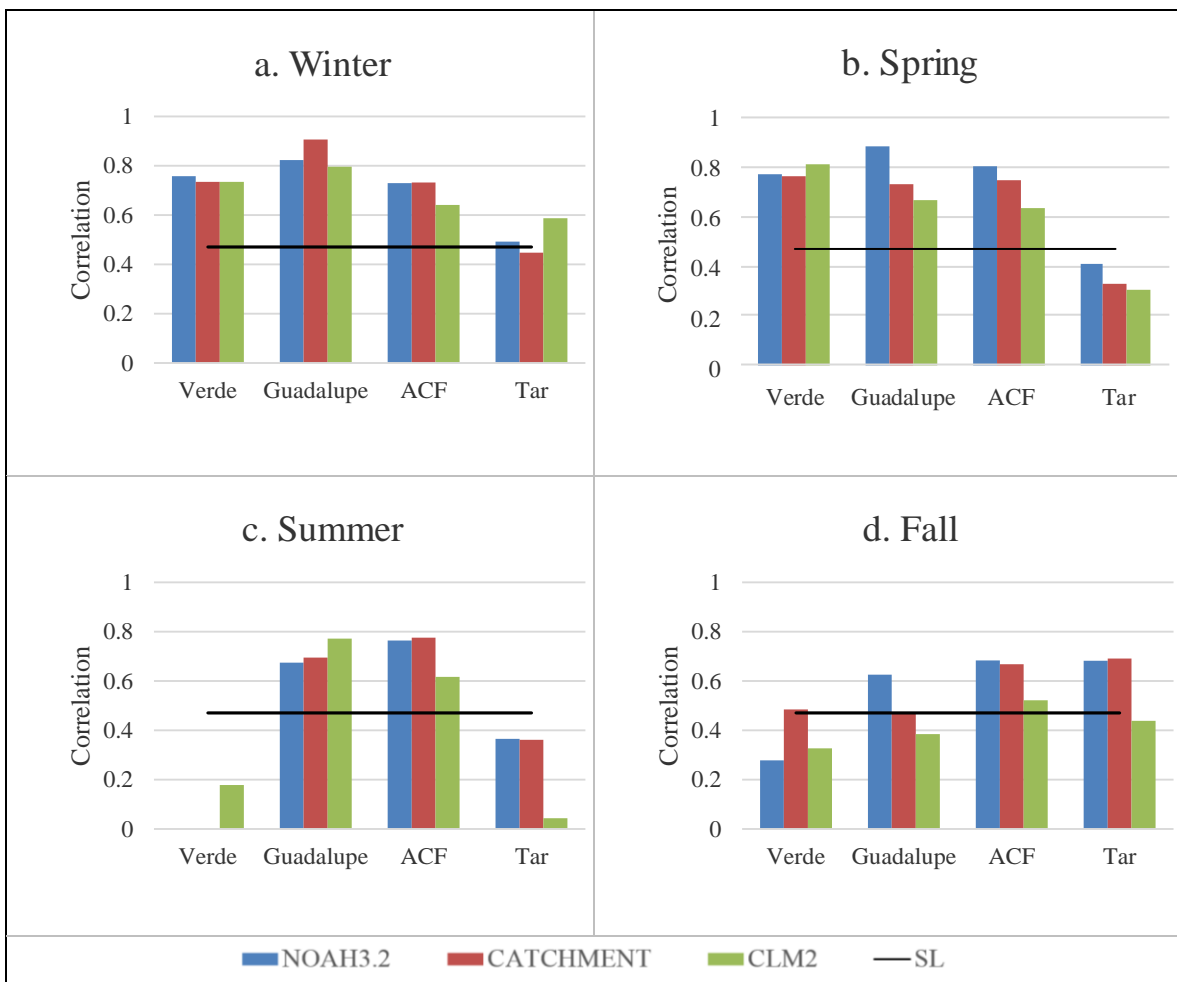 a. Winter
Correlation
1
0.8
0.6
0.4
0.2
0
Verde Guadalupe ACF Tar
b. Spring
Correlation
1
0.8
0.6
0.4
0.2
0
Verde Guadalupe ACF Tar
c. Summer
Correlation
1
0.8
0.6
0.4
0.2
0
Verde Guadalupe ACF Tar
d. Fall
Correlation
1
0.8
0.6
0.4
0.2
0
Verde Guadalupe ACF Tar
NOAH3.2 CATCHMENT CLM2 SL